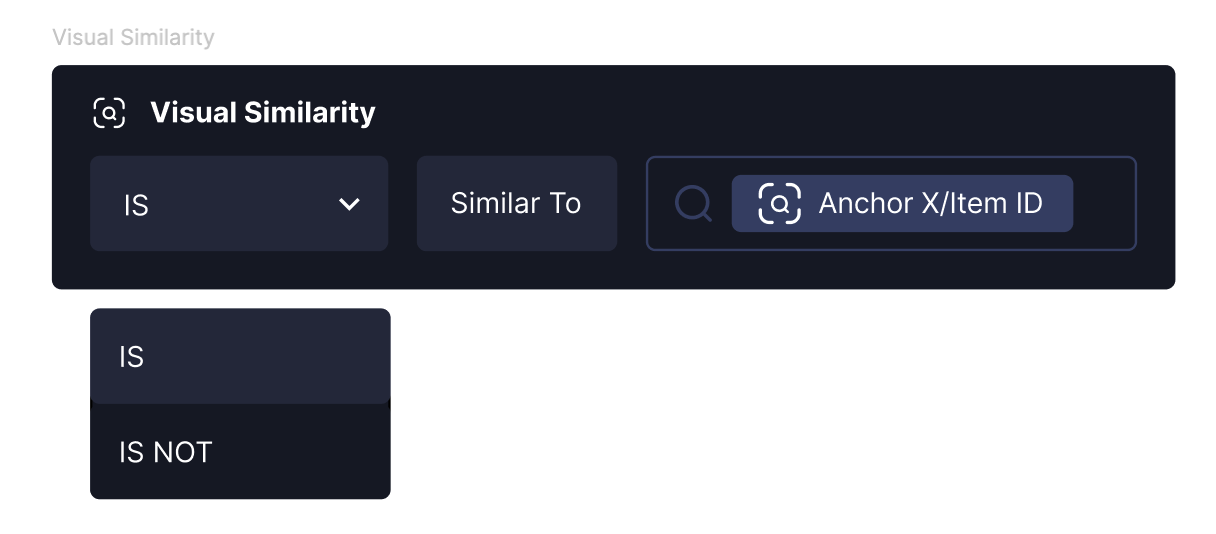 Visual Similarity
Visual Similarity
IS
Similar To
Anchor X/Item ID
IS
IS NOT